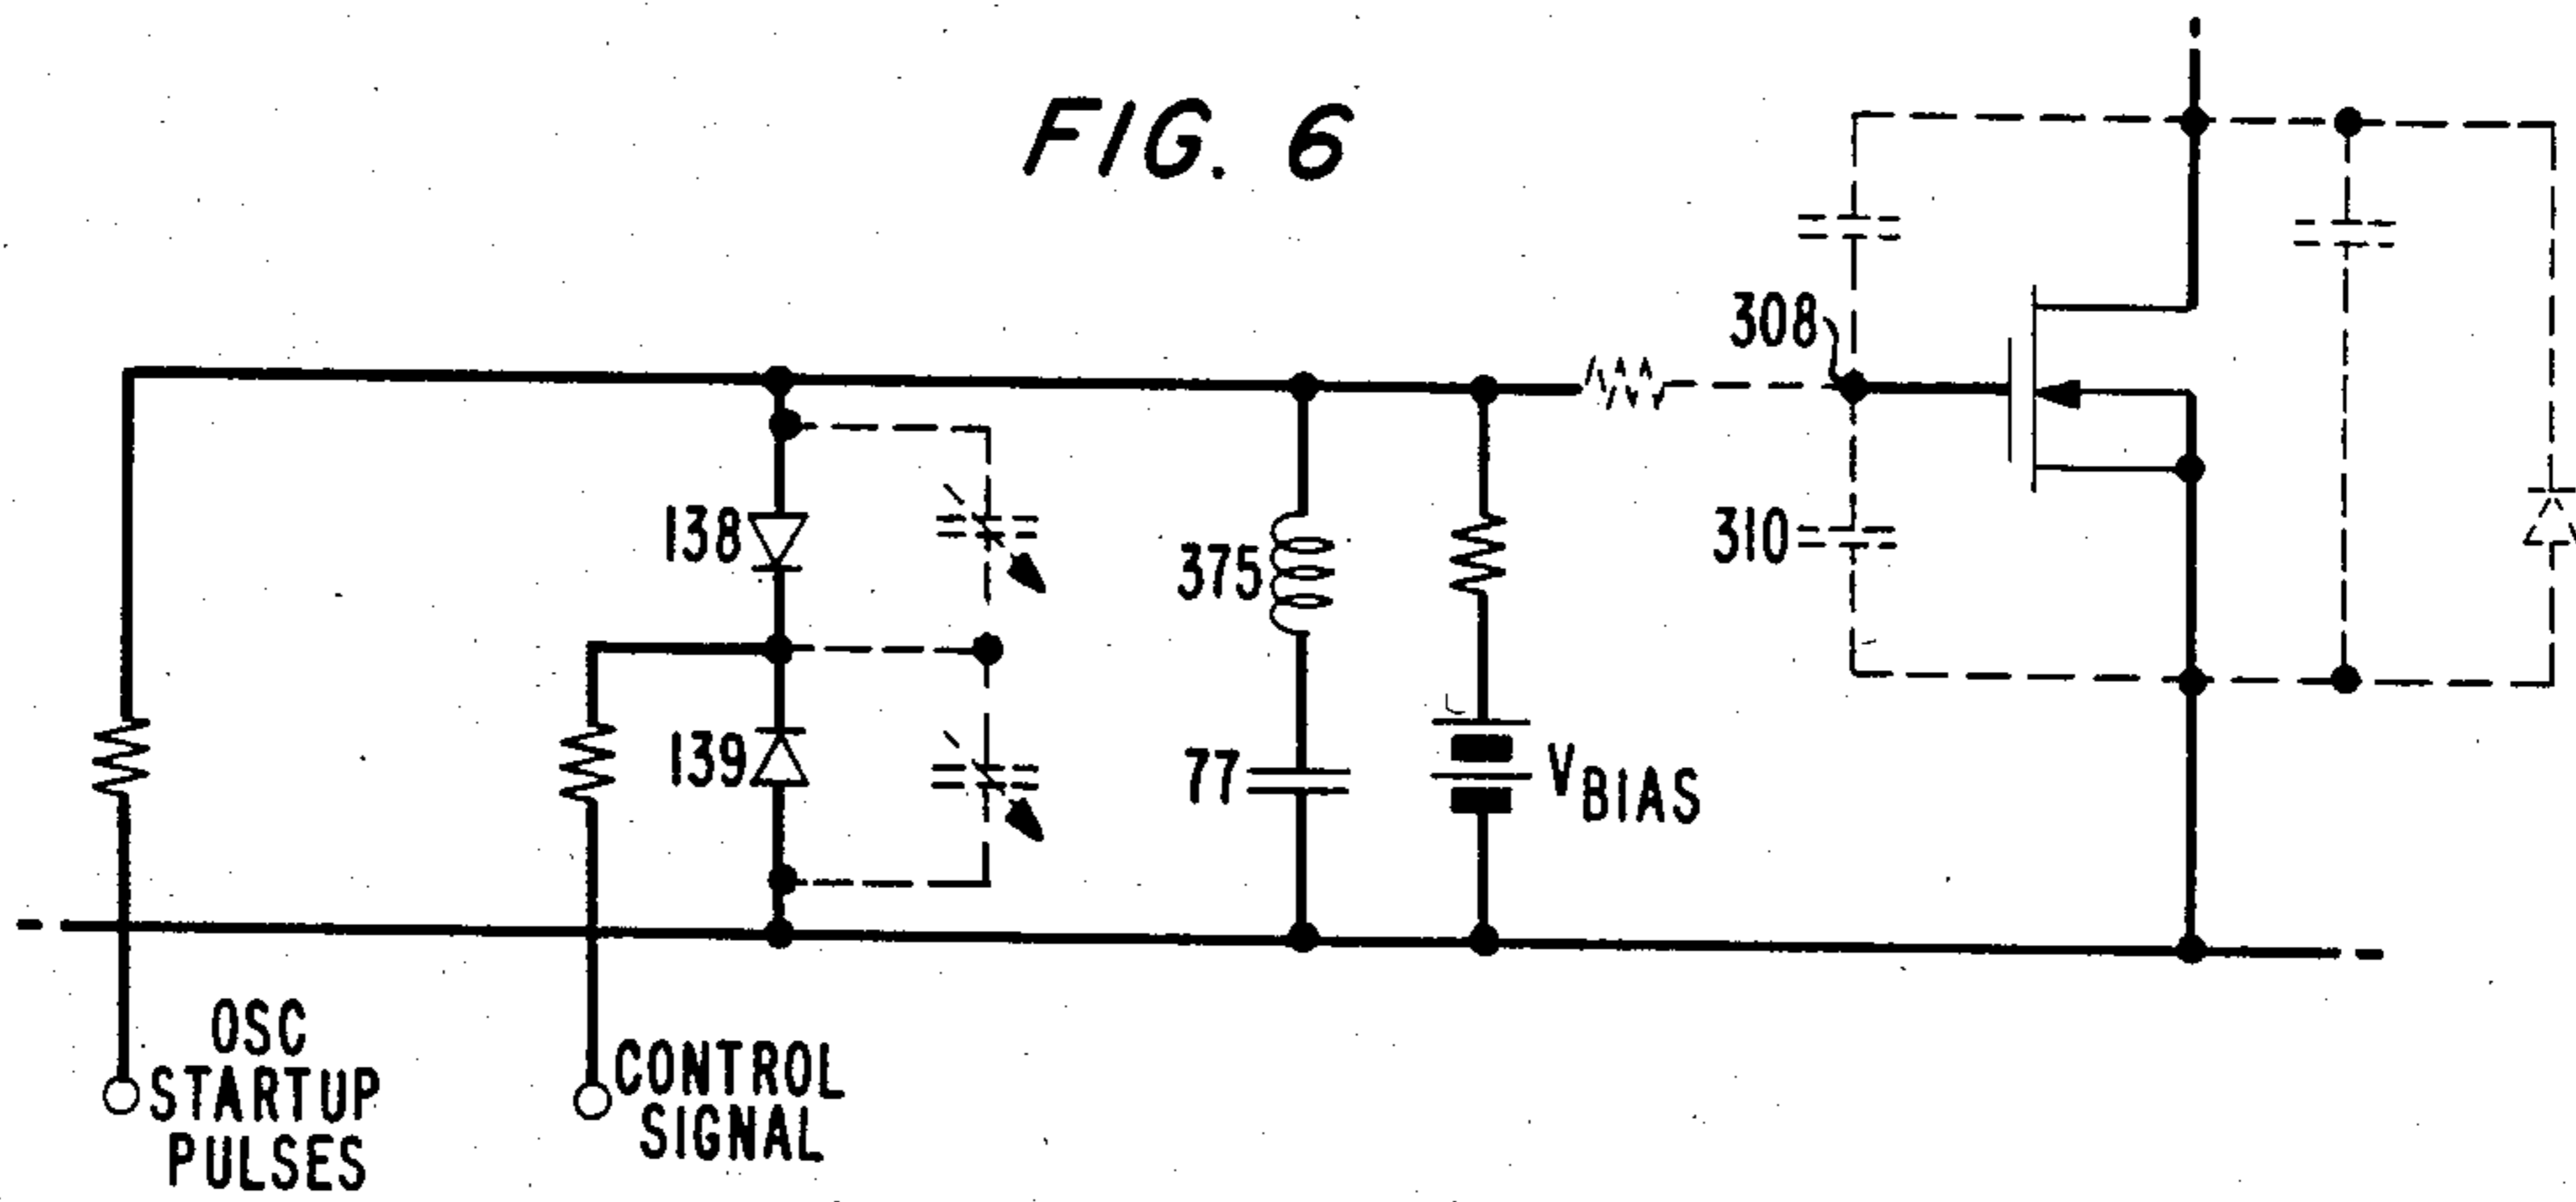 FIG. 6
308
138
375
310
139
77
VBIAS
OSC
STARTUP
PULSES
CONTROL
SIGNAL